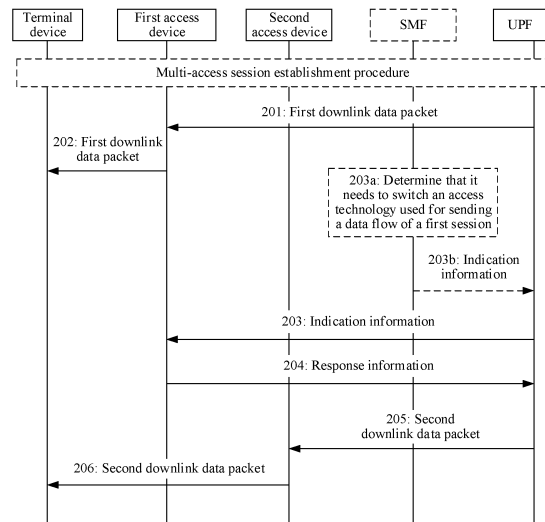 Terminal
device
First access
device
Second
access device
SMF
UPF
Multi-access session establishment procedure
201: First downlink data packet
202: First downlink
data packet
203a: Determine that it
needs to switch an access
technology used for sending
a data flow of a first session
203b: Indication
information
203: Indication information
204: Response information
205: Second
downlink data packet
206: Second downlink data packet